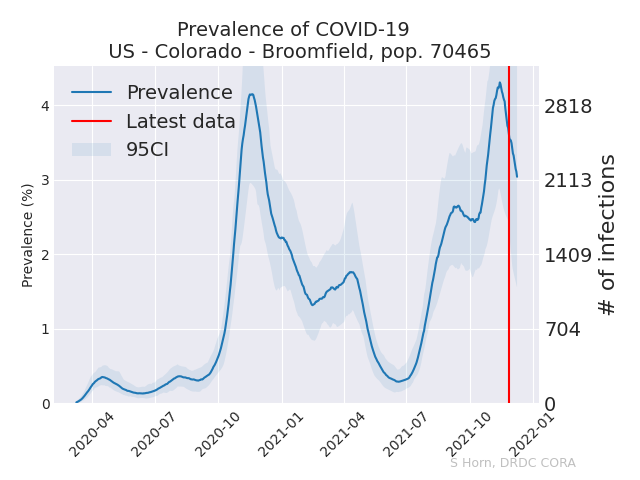 Prevalence of COVID-19
US - Colorado - Broomfield, pop. 70465
Prevalence
Latest data
95CI
Prevalence (%)
4
3
2
1
0
2818
2113
1409
704
0
# of infections
2020-04
2020-07
2020-10
2021-01
2021-04
2021-07
2021-10
2022-01
S Horn, DRDC CORA